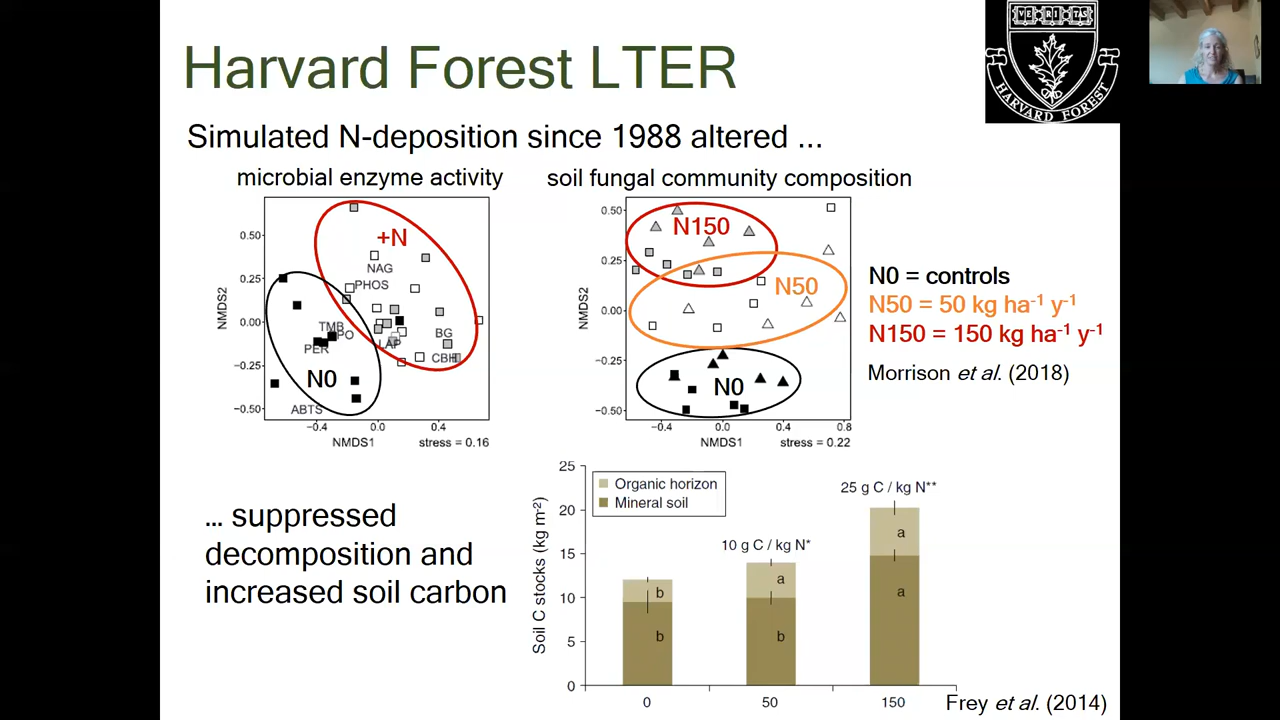 Harvard Forest LTER
VERITAS
HARVARD FOREST
Simulated N-deposition since 1988 altered ...
microbial enzyme activity
soil fungal community composition
0.50
0.25
0.00
−0.25
−0.50
NMDS2
+N
NAG
PHOS
TMB
PO
PER
LAP
BG
CBH
N0
ABTS
−0.4
0.0
0.4
NMDS1
stress = 0.16
0.50
0.25
0.00
−0.25
−0.50
NMDS2
N150
N50
N0
−0.4
0.0
0.4
0.8
NMDS1
stress = 0.22
N0 = controls
N50 = 50 kg ha-1 y-1
N150 = 150 kg ha-1 y-1
Morrison et al. (2018)
... suppressed
decomposition and
increased soil carbon
Soil C stocks (kg m-2)
25
20
15
10
5
0
Organic horizon
Mineral soil
10 g C / kg N*
25 g C / kg N**
b
b
a
b
a
a
0
50
150
Frey et al. (2014)